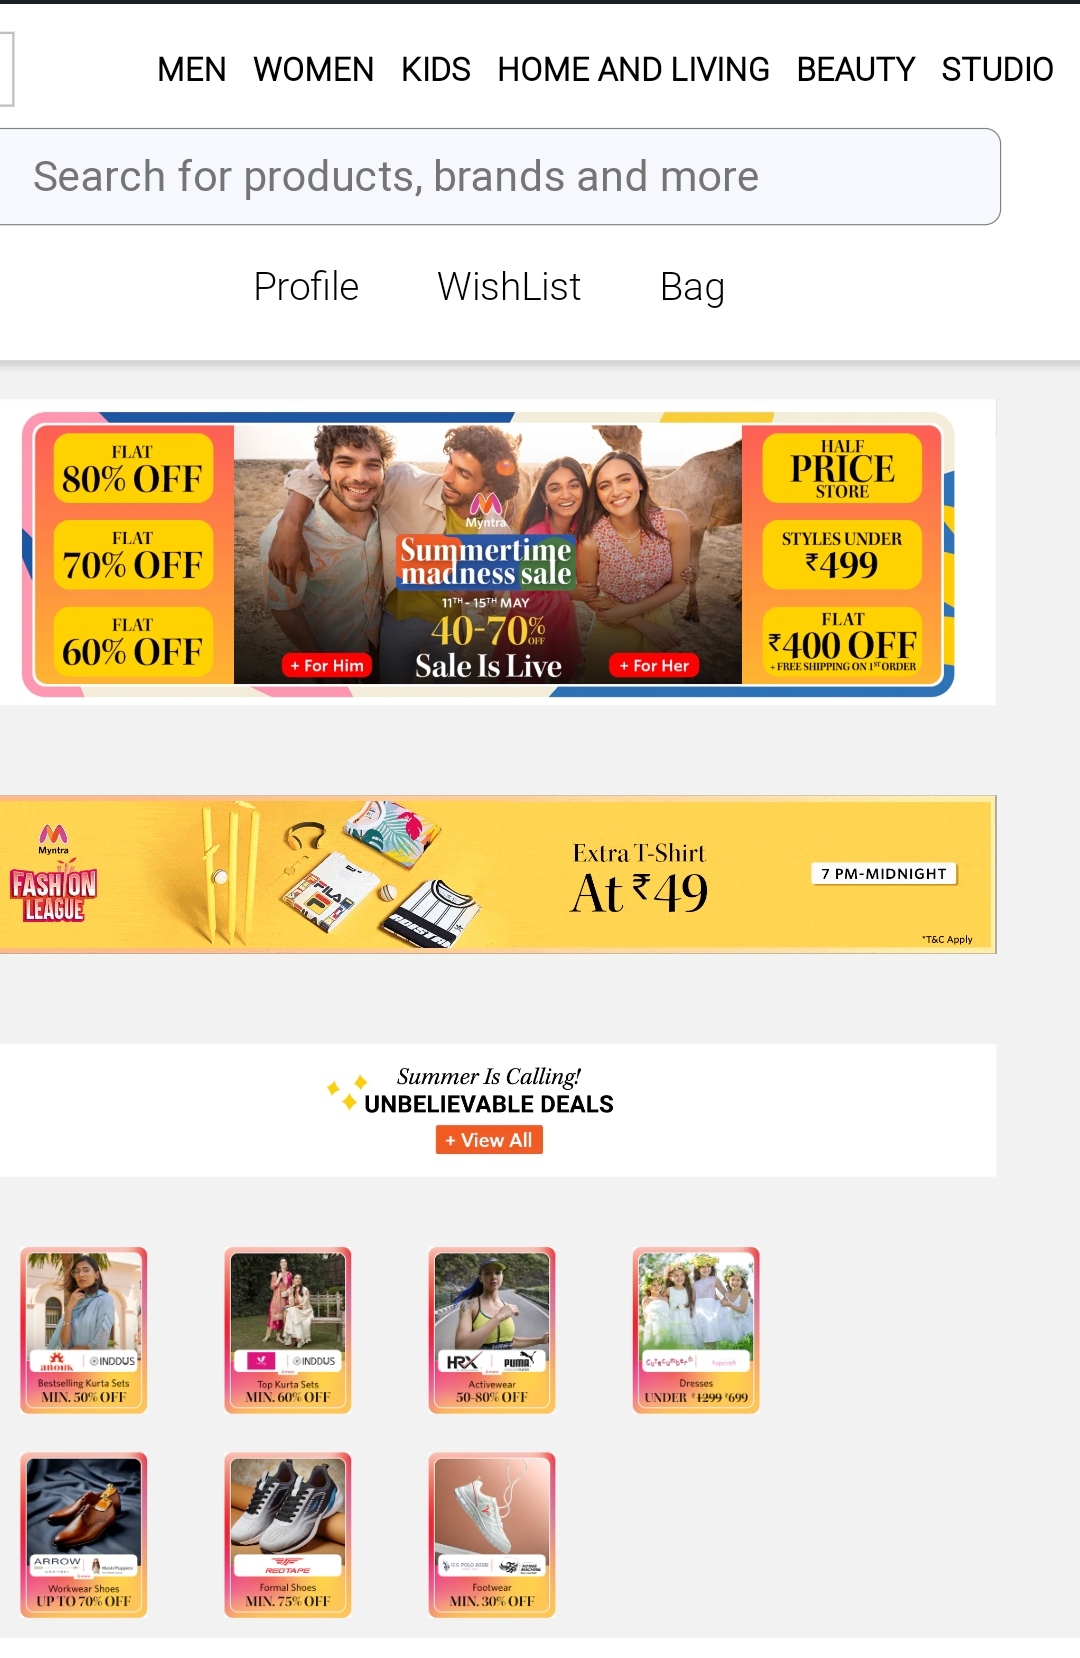 MEN WOMEN KIDS HOME AND LIVING BEAUTY STUDIO
Search for products, brands and more
Profile WishList Bag
FLAT
80% OFF
FLAT
70% OFF
FLAT
60% OFF
Myntra
Summertime
madness sale
11TH - 15TH MAY
40-70% OFF
Sale Is Live
+ For Him
+ For Her
HALF
PRICE
STORE
STYLES UNDER
₹499
FLAT
₹400 OFF
+ FREE SHIPPING ON 1ST ORDER
Myntra
FASHION
LEAGUE
FILA
Extra T-Shirt
At ₹49
7 PM-MIDNIGHT
*T&C Apply
Summer Is Calling!
UNBELIEVABLE DEALS
+ View All
anouk INDDUS
Bestselling Kurta Sets
MIN. 50% OFF
INDDUS
Top Kurta Sets
MIN. 60% OFF
HRX PUMA
Activewear
50-80% OFF
Cutecumber
Dresses
UNDER ₹1299 ₹699
ARROW Hush Puppies
Workwear Shoes
UP TO 70% OFF
REDTAPE
Formal Shoes
MIN. 75% OFF
U.S. POLO ASSN.
Footwear
MIN. 30% OFF